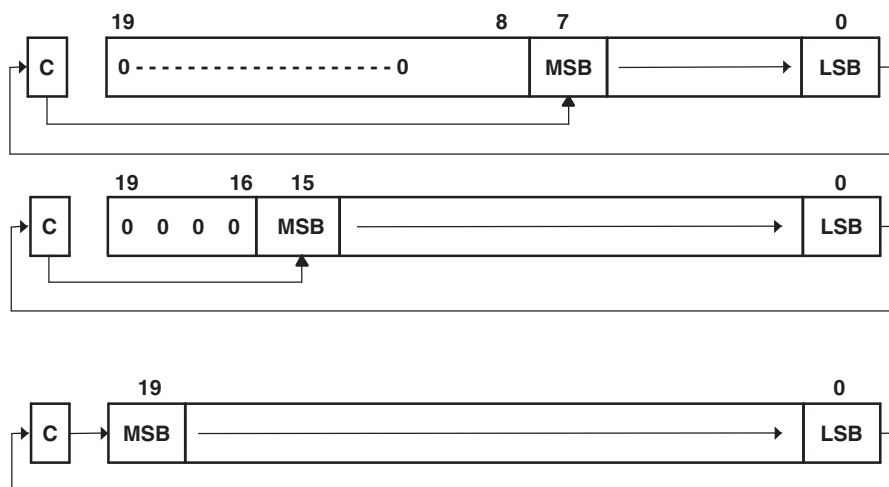 19 8 7 0
C 0--------------------0 MSB LSB
19 16 15 0
C 0 0 0 0 MSB LSB
19 0
C MSB LSB